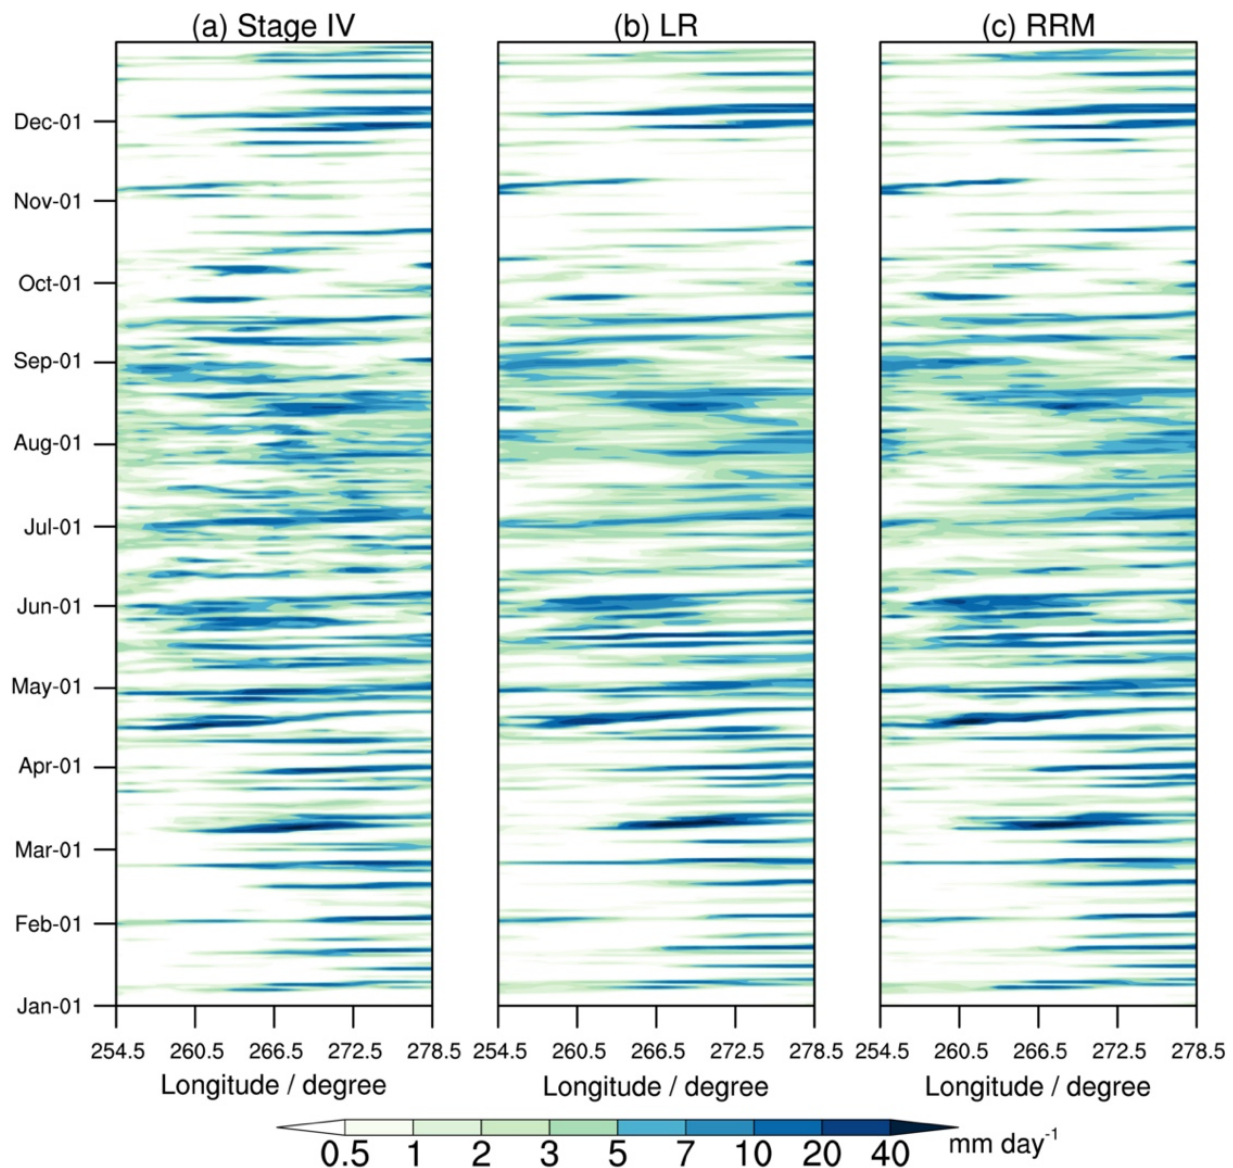 (a) Stage IV (b) LR (c) RRM
Dec-01
Nov-01
Oct-01
Sep-01
Aug-01
Jul-01
Jun-01
May-01
Apr-01
Mar-01
Feb-01
Jan-01
254.5 260.5 266.5 272.5 278.5 254.5 260.5 266.5 272.5 278.5 254.5 260.5 266.5 272.5 278.5
Longitude / degree Longitude / degree Longitude / degree
0.5 1 2 3 5 7 10 20 40 mm day⁻¹